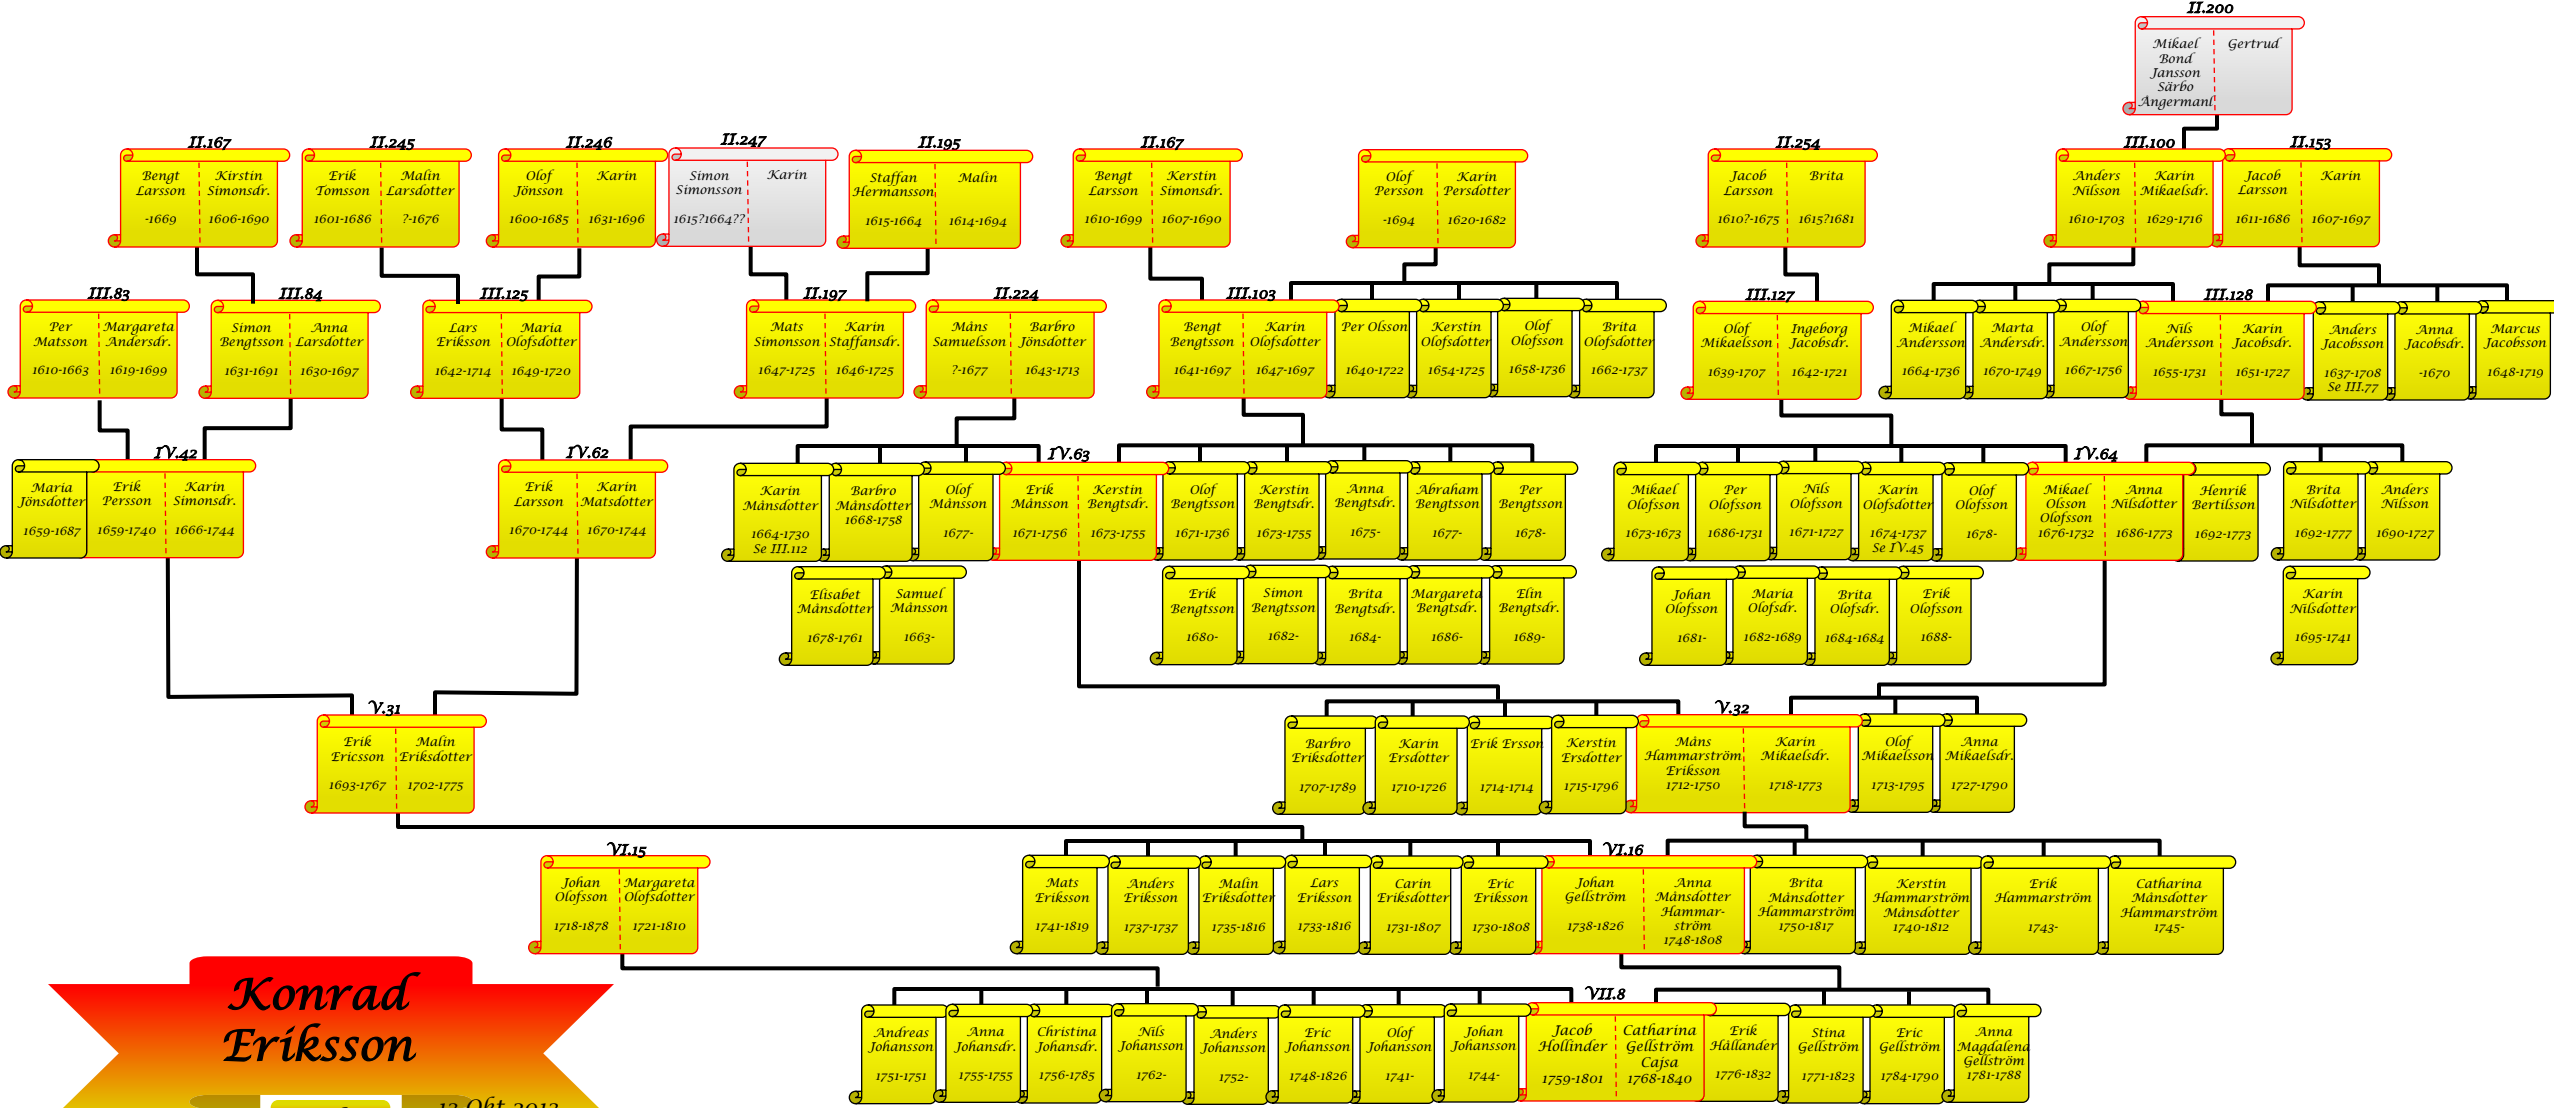 II.200
Mikael
Bond
Jansson
Särbo
Ångermanl
Gertrud
II.167
Bengt
Larsson
-1669
Kirstin
Simonsdr.
1606-1690
II.245
Erik
Tomsson
1601-1686
Malin
Larsdotter
?-1676
II.246
Olof
Jönsson
1600-1685
Karin
1631-1696
II.247
Simon
Simonsson
1615?1664??
Karin
II.195
Staffan
Hermansson
1615-1664
Malin
1614-1694
II.167
Bengt
Larsson
1610-1699
Kerstin
Simonsdr.
1607-1690
Olof
Persson
-1694
Karin
Persdotter
1620-1682
II.254
Jacob
Larsson
1610?-1675
Brita
1615?1681
III.100
Anders
Nilsson
1610-1703
Karin
Mikaelsdr.
1629-1716
II.153
Jacob
Larsson
1611-1686
Karin
1607-1697
III.83
Per
Matsson
1610-1663
Margareta
Andersdr.
1619-1699
III.84
Simon
Bengtsson
1631-1691
Anna
Larsdotter
1630-1697
III.125
Lars
Eriksson
1642-1714
Maria
Olofsdotter
1649-1720
II.197
Mats
Simonsson
1647-1725
Karin
Staffansdr.
1646-1725
II.224
Måns
Samuelsson
?-1677
Barbro
Jönsdotter
1643-1713
III.103
Bengt
Bengtsson
1641-1697
Karin
Olofsdotter
1647-1697
Per Olsson
1640-1722
Kerstin
Olofsdotter
1654-1725
Olof
Olofsson
1658-1736
Brita
Olofsdotter
1662-1737
III.127
Olof
Mikaelsson
1639-1707
Ingeborg
Jacobsdr.
1642-1721
Mikael
Andersson
1664-1736
Marta
Andersdr.
1670-1749
Olof
Andersson
1667-1756
III.128
Nils
Andersson
1655-1731
Karin
Jacobsdr.
1651-1727
Anders
Jacobsson
1637-1708
Se III.77
Anna
Jacobsdr.
-1670
Marcus
Jacobsson
1648-1719
IV.42
Maria
Jönsdotter
1659-1687
Erik
Persson
1659-1740
Karin
Simonsdr.
1666-1744
IV.62
Erik
Larsson
1670-1744
Karin
Matsdotter
1670-1744
Karin
Månsdotter
1664-1730
Se III.112
Barbro
Månsdotter
1668-1758
Olof
Månsson
1677-
IV.63
Erik
Månsson
1671-1756
Kerstin
Bengtsdr.
1673-1755
Olof
Bengtsson
1671-1736
Kerstin
Bengtsdr.
1673-1755
Anna
Bengtsdr.
1675-
Abraham
Bengtsson
1677-
Per
Bengtsson
1678-
Mikael
Olofsson
1673-1673
Per
Olofsson
1686-1731
Nils
Olofsson
1671-1727
Karin
Olofsdotter
1674-1737
Se IV.45
Olof
Olofsson
1678-
IV.64
Mikael
Olsson
Olofsson
1676-1732
Anna
Nilsdotter
1686-1773
Henrik
Bertilsson
1692-1773
Brita
Nilsdotter
1692-1777
Anders
Nilsson
1690-1727
Elisabet
Månsdotter
1678-1761
Samuel
Månsson
1663-
Erik
Bengtsson
1680-
Simon
Bengtsson
1682-
Brita
Bengtsdr.
1684-
Margareta
Bengtsdr.
1686-
Elin
Bengtsdr.
1689-
Johan
Olofsson
1681-
Maria
Olofsdr.
1682-1689
Brita
Olofsdr.
1684-1684
Erik
Olofsson
1688-
Karin
Nilsdotter
1695-1741
V.31
Erik
Ericsson
1693-1767
Malin
Eriksdotter
1702-1775
Barbro
Eriksdotter
1707-1789
Karin
Ersdotter
1710-1726
Erik Ersson
1714-1714
Kerstin
Ersdotter
1715-1796
V.32
Måns
Hammarström
Eriksson
1712-1750
Karin
Mikaelsdr.
1718-1773
Olof
Mikaelsson
1713-1795
Anna
Mikaelsdr.
1727-1790
VI.15
Johan
Olofsson
1718-1878
Margareta
Olofsdotter
1721-1810
Mats
Eriksson
1741-1819
Anders
Eriksson
1737-1737
Malin
Eriksdotter
1735-1816
Lars
Eriksson
1733-1816
Carin
Eriksdotter
1731-1807
Eric
Eriksson
1730-1808
VI.16
Johan
Gellström
1738-1826
Anna
Månsdotter
Hammar-
ström
1748-1808
Brita
Månsdotter
Hammarström
1750-1817
Kerstin
Hammarström
Månsdotter
1740-1812
Erik
Hammarström
1743-
Catharina
Månsdotter
Hammarström
1745-
Konrad
Eriksson
13 Okt 2013
Andreas
Johansson
1751-1751
Anna
Johansdr.
1755-1755
Christina
Johansdr.
1756-1785
Nils
Johansson
1762-
Anders
Johansson
1752-
Eric
Johansson
1748-1826
Olof
Johansson
1741-
Johan
Johansson
1744-
VII.8
Jacob
Hollinder
1759-1801
Catharina
Gellström
Cajsa
1768-1840
Erik
Hållander
1776-1832
Stina
Gellström
1771-1823
Eric
Gellström
1784-1790
Anna
Magdalena
Gellström
1781-1788